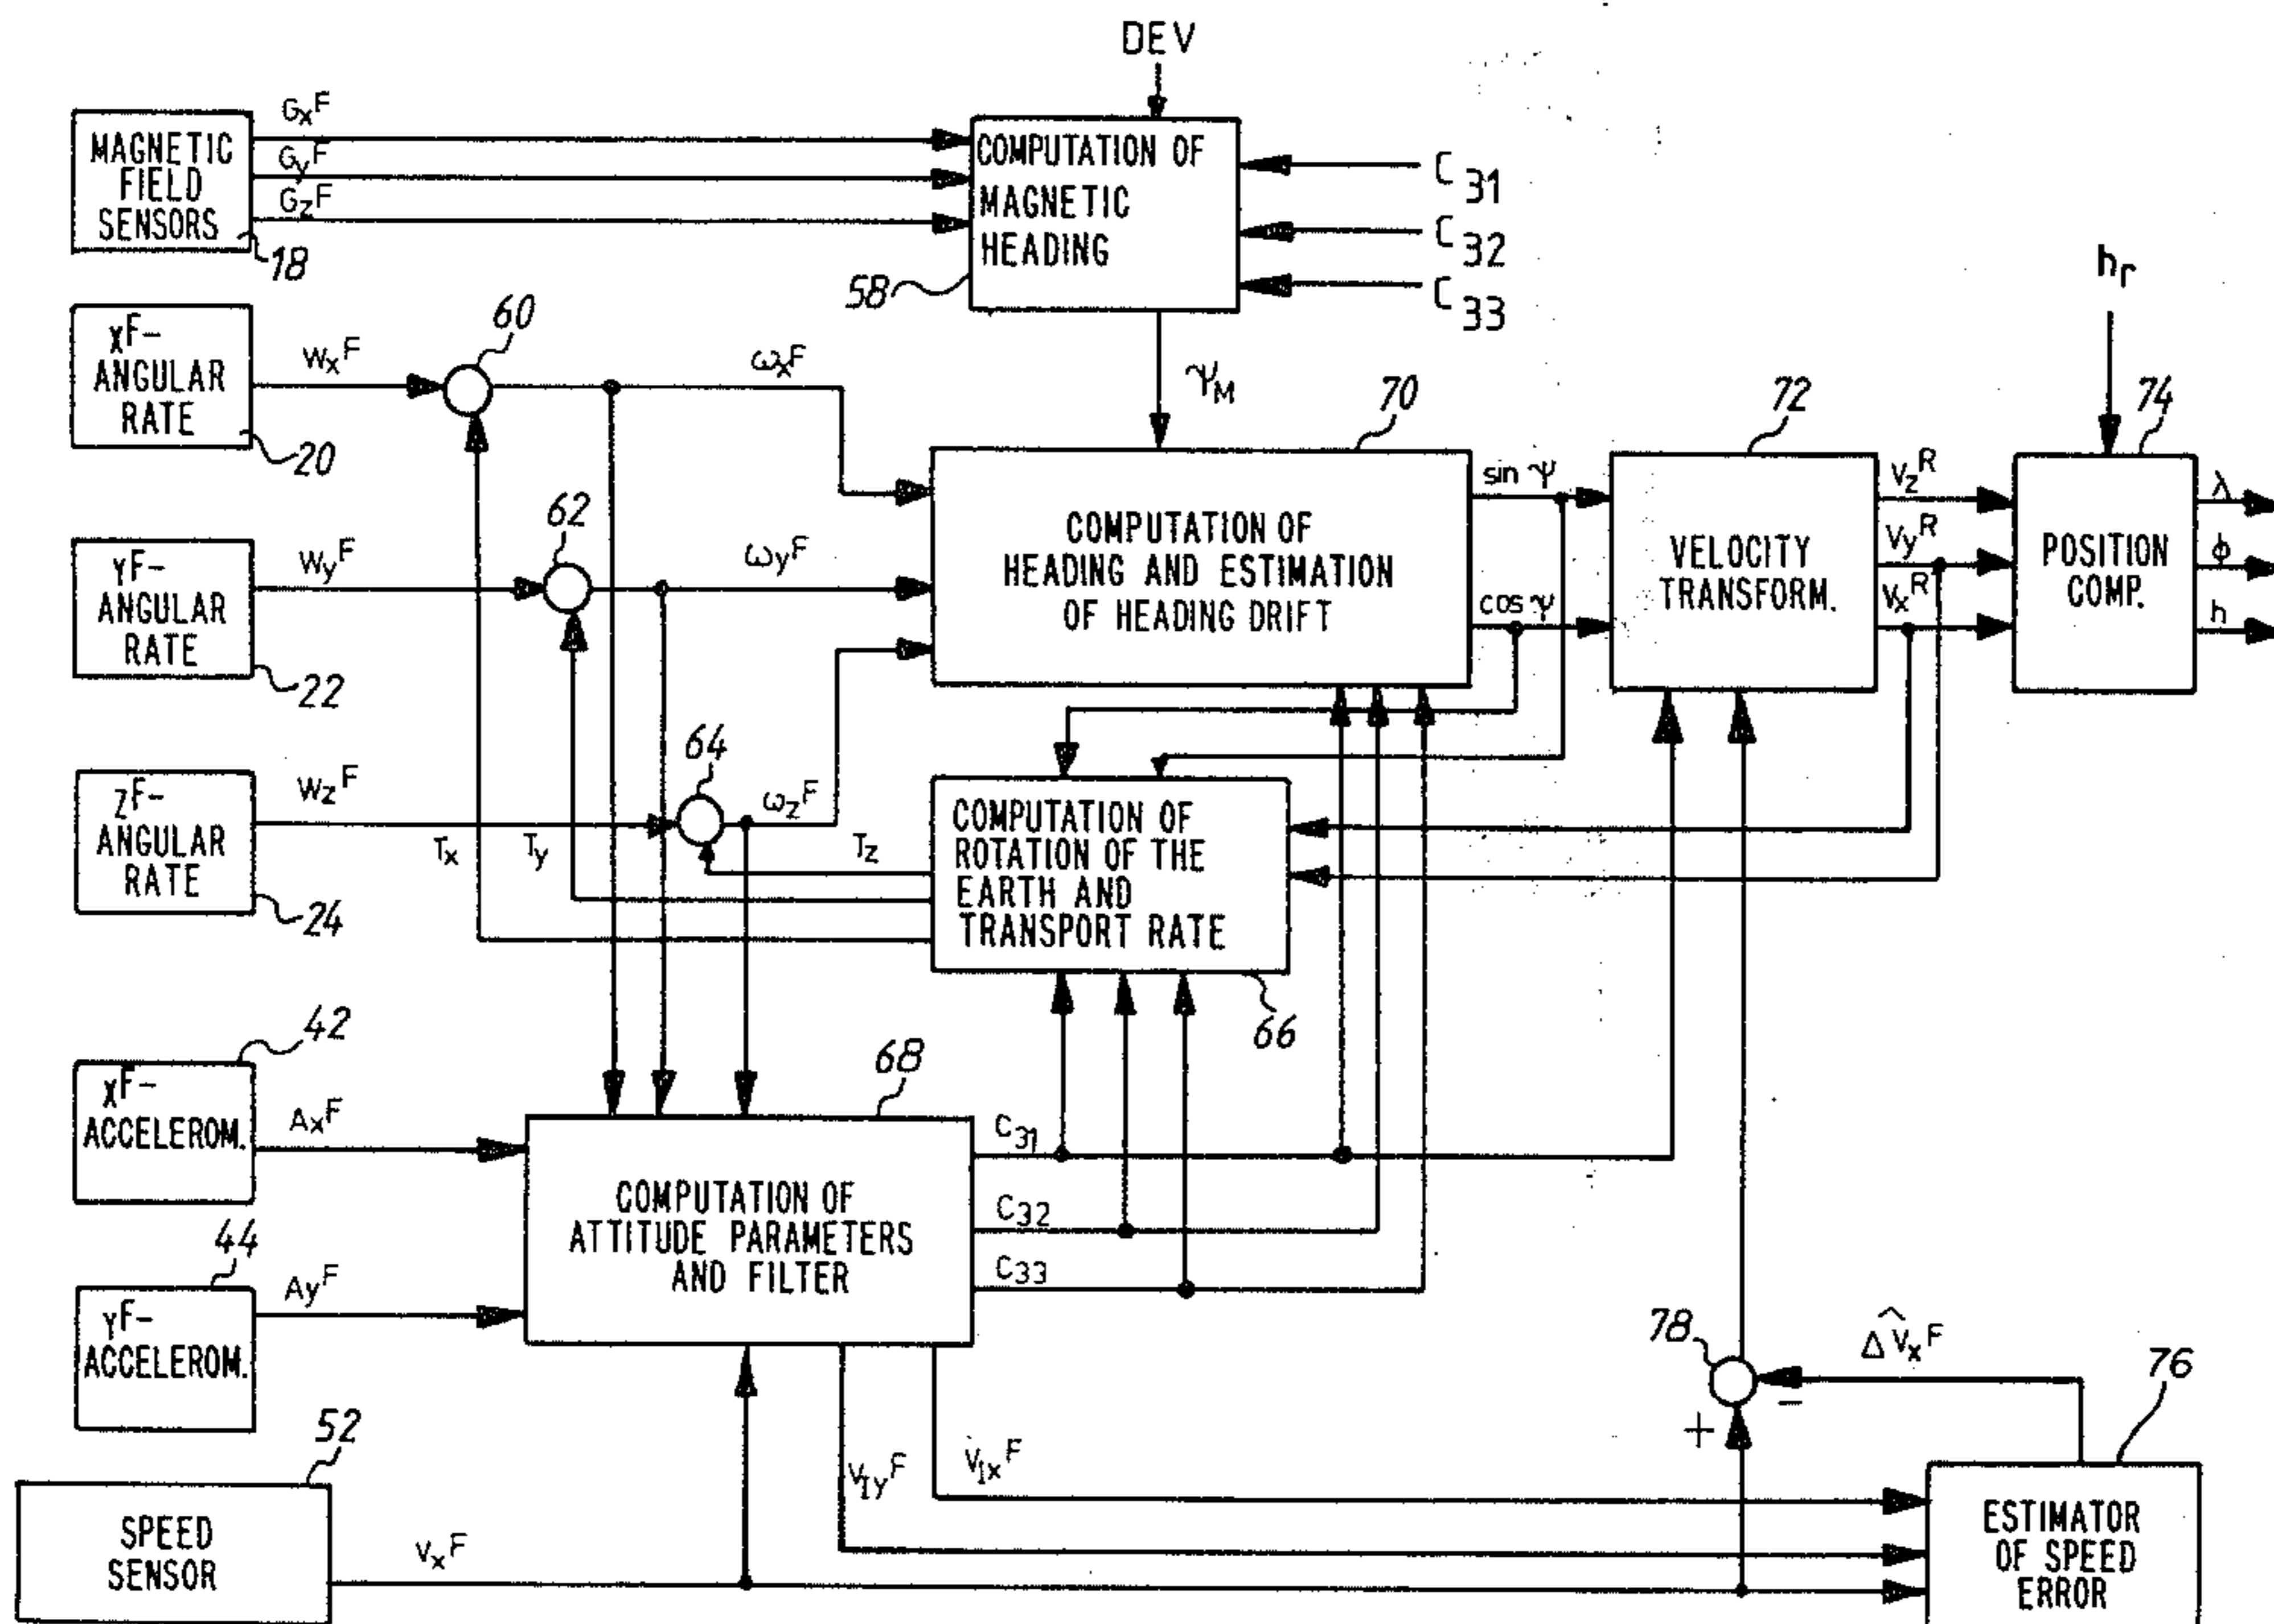 DEV
MAGNETIC
FIELD
SENSORS
18
GxF
GyF
GzF
COMPUTATION OF
MAGNETIC
HEADING
58
C31
C32
C33
hr
XF-
ANGULAR
RATE
20
WxF
60
ωxF
ψM
70
72
74
YF-
ANGULAR
RATE
22
WyF
62
ωyF
COMPUTATION OF
HEADING AND ESTIMATION
OF HEADING DRIFT
sin ψ
cos ψ
VELOCITY
TRANSFORM.
VzR
VyR
VxR
POSITION
COMP.
λ
ϕ
h
ZF-
ANGULAR
RATE
24
WzF
64
ωzF
Tx
Ty
Tz
COMPUTATION OF
ROTATION OF THE
EARTH AND
TRANSPORT RATE
66
42
XF-
ACCELEROM.
AxF
68
COMPUTATION OF
ATTITUDE PARAMETERS
AND FILTER
C31
C32
C33
44
YF-
ACCELEROM.
AyF
78
ΔV̂xF
+
−
76
52
SPEED
SENSOR
vxF
VIyF
VIxF
ESTIMATOR
OF SPEED
ERROR